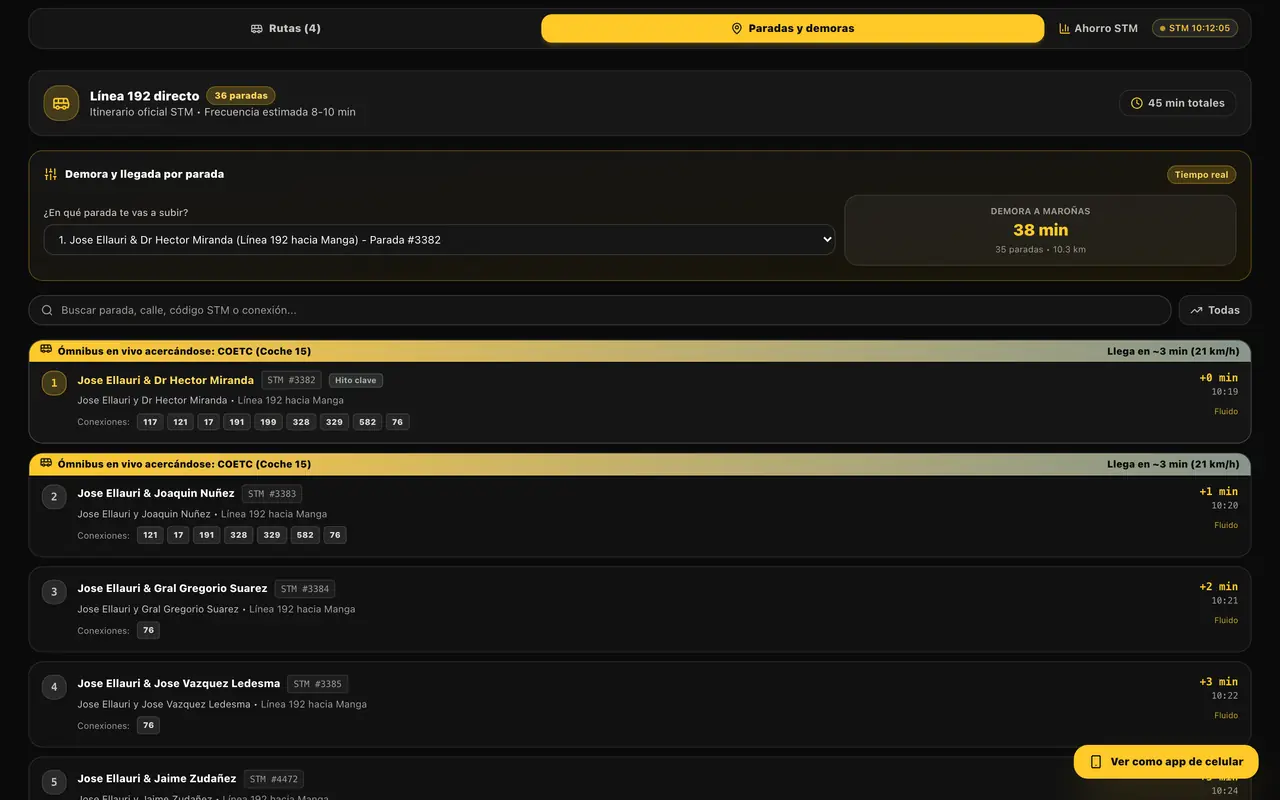 Rutas (4)
Paradas y demoras
Ahorro STM
STM 10:12:05
Línea 192 directo
36 paradas
Itinerario oficial STM • Frecuencia estimada 8-10 min
45 min totales
Demora y llegada por parada
Tiempo real
¿En qué parada te vas a subir?
1. Jose Ellauri & Dr Hector Miranda (Línea 192 hacia Manga) - Parada #3382
DEMORA A MAROÑAS
38 min
35 paradas • 10.3 km
Buscar parada, calle, código STM o conexión...
Todas
Ómnibus en vivo acercándose: COETC (Coche 15)
Llega en ~3 min (21 km/h)
1
Jose Ellauri & Dr Hector Miranda
STM #3382
Hito clave
+0 min
Jose Ellauri y Dr Hector Miranda • Línea 192 hacia Manga
10:19
Conexiones: 117 121 17 191 199 328 329 582 76
Fluido
Ómnibus en vivo acercándose: COETC (Coche 15)
Llega en ~3 min (21 km/h)
2
Jose Ellauri & Joaquin Nuñez
STM #3383
+1 min
Jose Ellauri y Joaquin Nuñez • Línea 192 hacia Manga
10:20
Conexiones: 121 17 191 328 329 582 76
Fluido
3
Jose Ellauri & Gral Gregorio Suarez
STM #3384
+2 min
Jose Ellauri y Gral Gregorio Suarez • Línea 192 hacia Manga
10:21
Conexiones: 76
Fluido
4
Jose Ellauri & Jose Vazquez Ledesma
STM #3385
+3 min
Jose Ellauri y Jose Vazquez Ledesma • Línea 192 hacia Manga
10:22
Conexiones: 76
Fluido
Ver como app de celular
5
Jose Ellauri & Jaime Zudañez
STM #4472
min
Jose Ellauri y Jaime Zudañez • Línea 192 hacia Manga
10:24